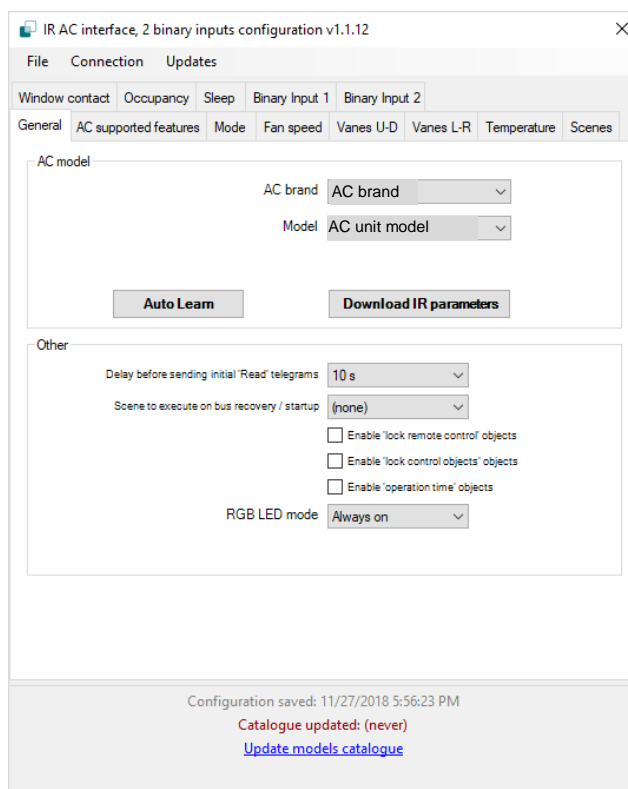 IR AC interface, 2 binary inputs configuration v1.1.12
File Connection Updates
Window contact Occupancy Sleep Binary Input 1 Binary Input 2
General AC supported features Mode Fan speed Vanes U-D Vanes L-R Temperature Scenes
AC model
AC brand AC brand
Model AC unit model
Auto Learn Download IR parameters
Other
Delay before sending initial 'Read' telegrams 10 s
Scene to execute on bus recovery / startup (none)
Enable 'lock remote control' objects
Enable 'lock control objects' objects
Enable 'operation time' objects
RGB LED mode Always on
Configuration saved: 11/27/2018 5:56:23 PM
Catalogue updated: (never)
Update models catalogue